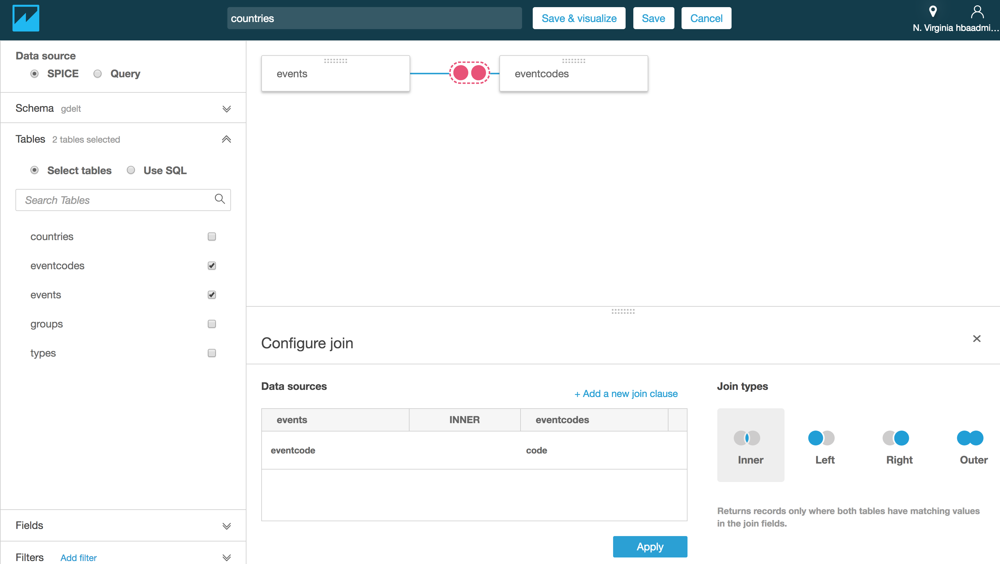 countries
Save & visualize
Save
Cancel
N. Virginia hbaadmi...
Data source
SPICE
Query
Schema gdelt
Tables 2 tables selected
Select tables
Use SQL
Search Tables
countries
eventcodes
events
groups
types
Fields
Filters Add filter
events
eventcodes
Configure join
Data sources
+ Add a new join clause
events INNER eventcodes
eventcode code
Apply
Join types
Inner
Left
Right
Outer
Returns records only where both tables have matching values
in the join fields.